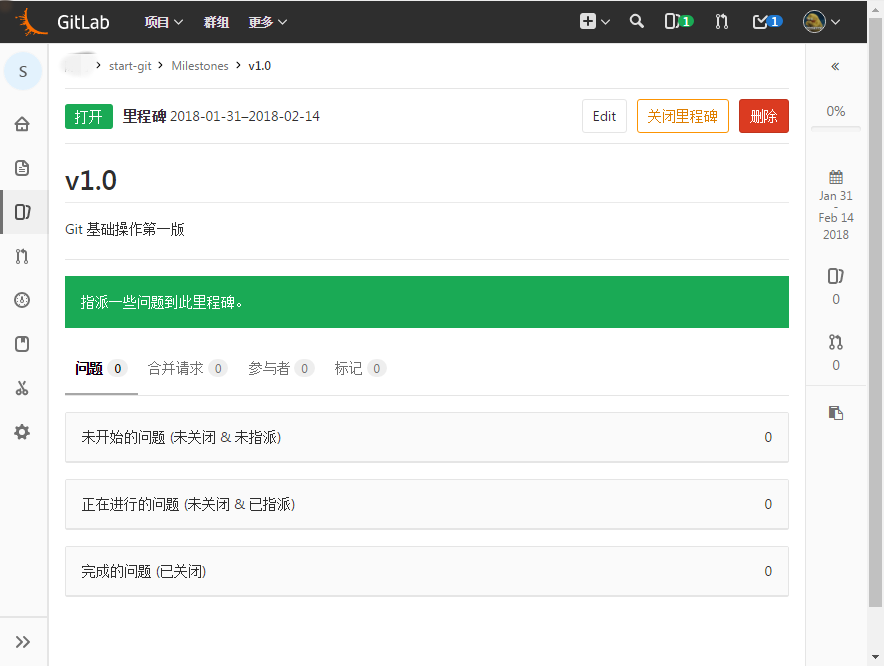 GitLab 项目 群组 更多 1 1
S
start-git Milestones v1.0
打开 里程碑 2018-01-31–2018-02-14 Edit 关闭里程碑 删除
v1.0
Git 基础操作第一版
指派一些问题到此里程碑。
问题 0 合并请求 0 参与者 0 标记 0
未开始的问题 (未关闭 & 未指派) 0
正在进行的问题 (未关闭 & 已指派) 0
完成的问题 (已关闭) 0
0%
Jan 31
-
Feb 14
2018
0
0